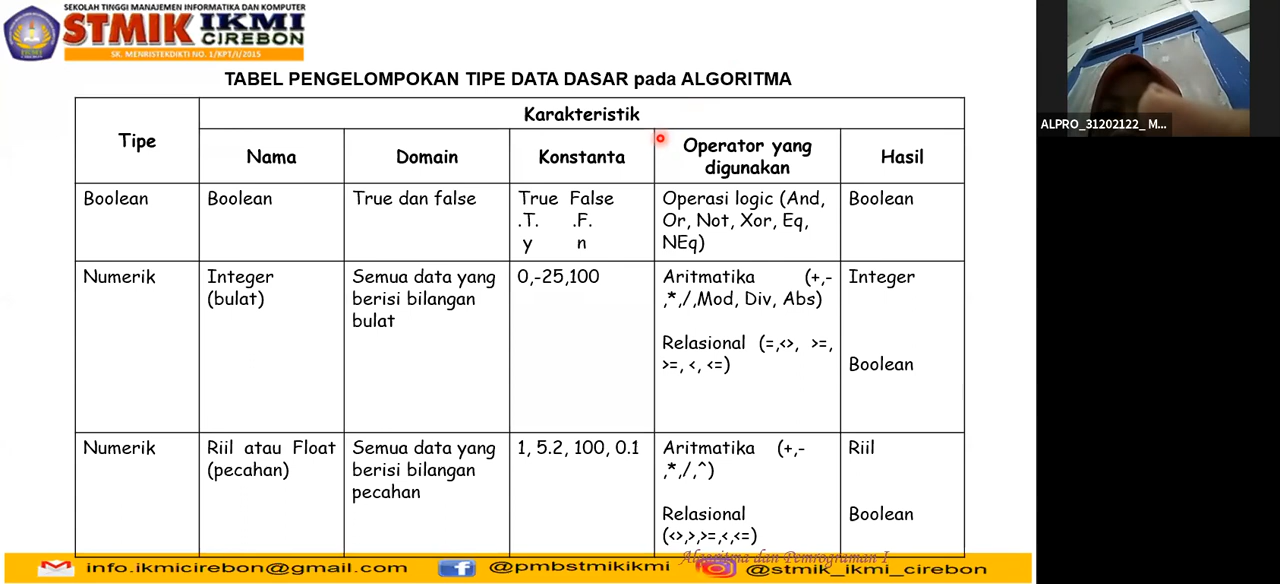 SEKOLAH TINGGI MANAJEMEN INFORMATIKA DAN KOMPUTER
STMIK IKMI
CIREBON
SK. MENRISTEKDIKTI NO. 1/KPT/I/2015
ALPRO_31202122_ M...
TABEL PENGELOMPOKAN TIPE DATA DASAR pada ALGORITMA
Tipe
Karakteristik
Nama
Domain
Konstanta
Operator yang
digunakan
Hasil
Boolean
Boolean
True dan false
True False
.T. .F.
y n
Operasi logic (And,
Or, Not, Xor, Eq,
NEq)
Boolean
Numerik
Integer
(bulat)
Semua data yang
berisi bilangan
bulat
0,-25,100
Aritmatika (+,-
,*,/,Mod, Div, Abs)
Relasional (=,<>, >=,
>=, <, <=)
Integer
Boolean
Numerik
Riil atau Float
(pecahan)
Semua data yang
berisi bilangan
pecahan
1, 5.2, 100, 0.1
Aritmatika (+,-
,*,/,^)
Relasional
(<>,>,>=,<,<=)
Riil
Boolean
Algoritma dan Pemrograman I
info.ikmicirebon@gmail.com
@pmbstmikikmi
@stmik_ikmi_cirebon